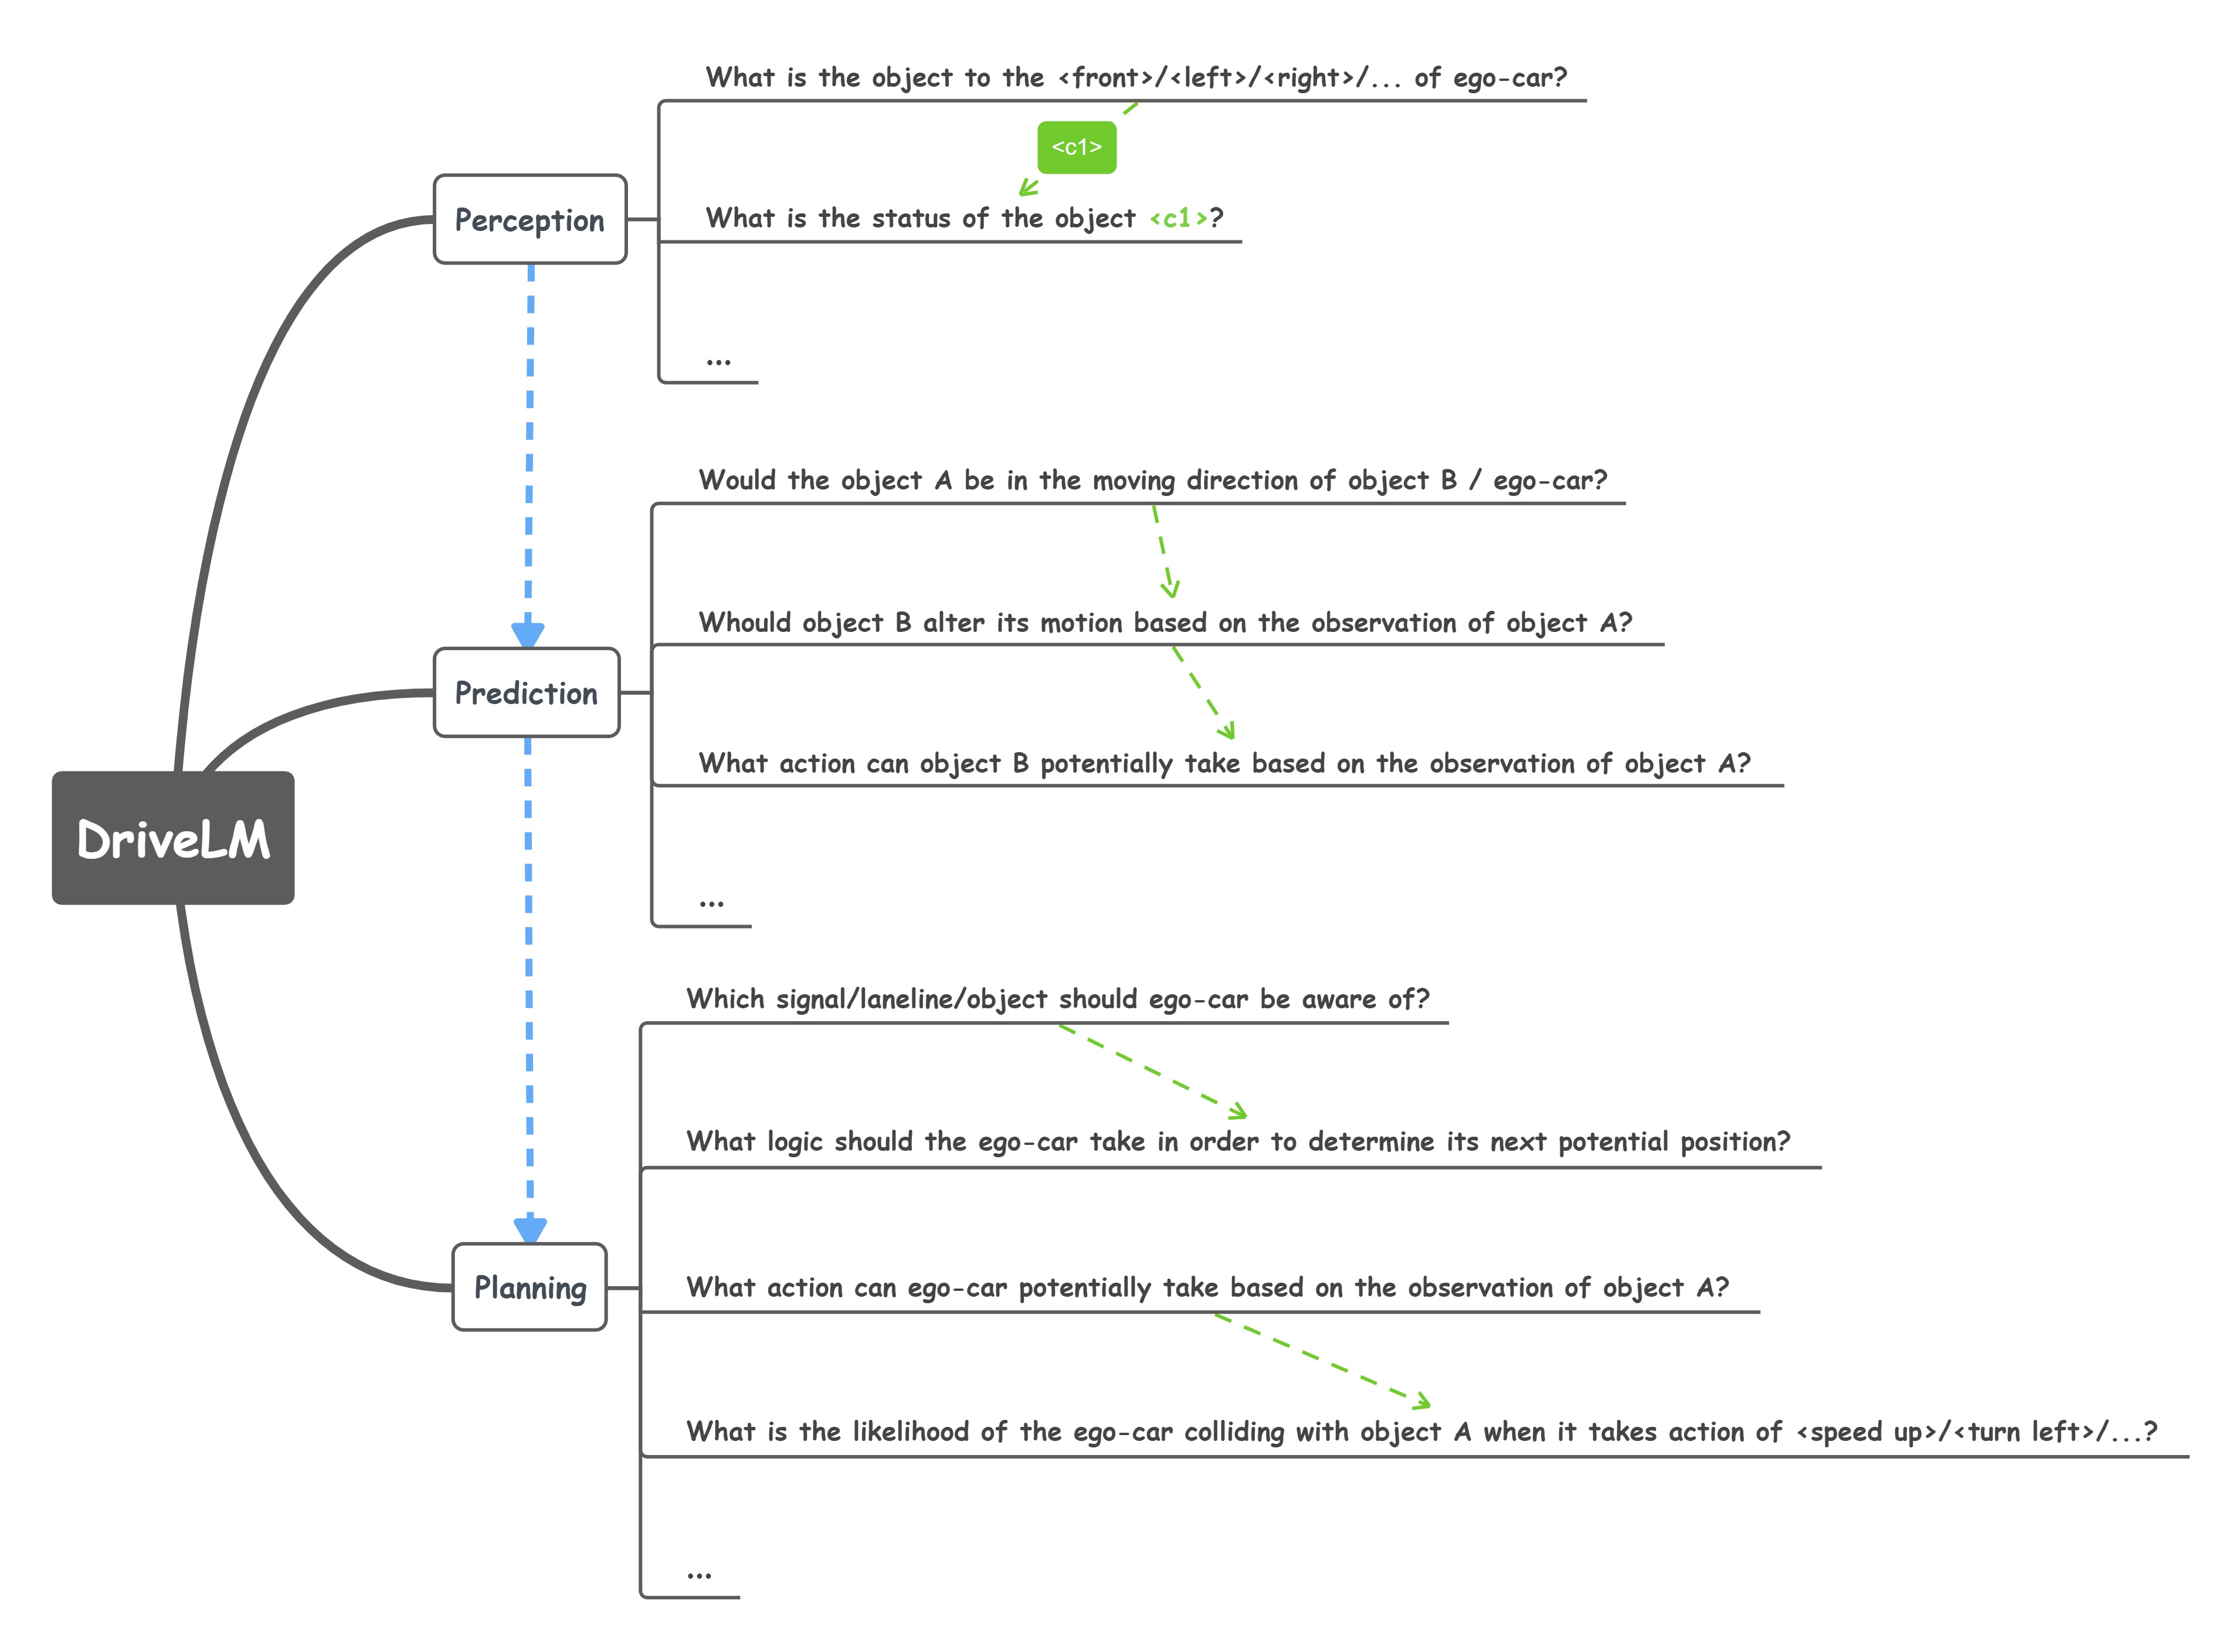 What is the object to the <front>/<left>/<right>/... of ego-car?
<c1>
What is the status of the object <c1>?
Perception
...
Would the object A be in the moving direction of object B / ego-car?
Whould object B alter its motion based on the observation of object A?
Prediction
What action can object B potentially take based on the observation of object A?
...
DriveLM
Which signal/laneline/object should ego-car be aware of?
What logic should the ego-car take in order to determine its next potential position?
Planning
What action can ego-car potentially take based on the observation of object A?
What is the likelihood of the ego-car colliding with object A when it takes action of <speed up>/<turn left>/...?
...